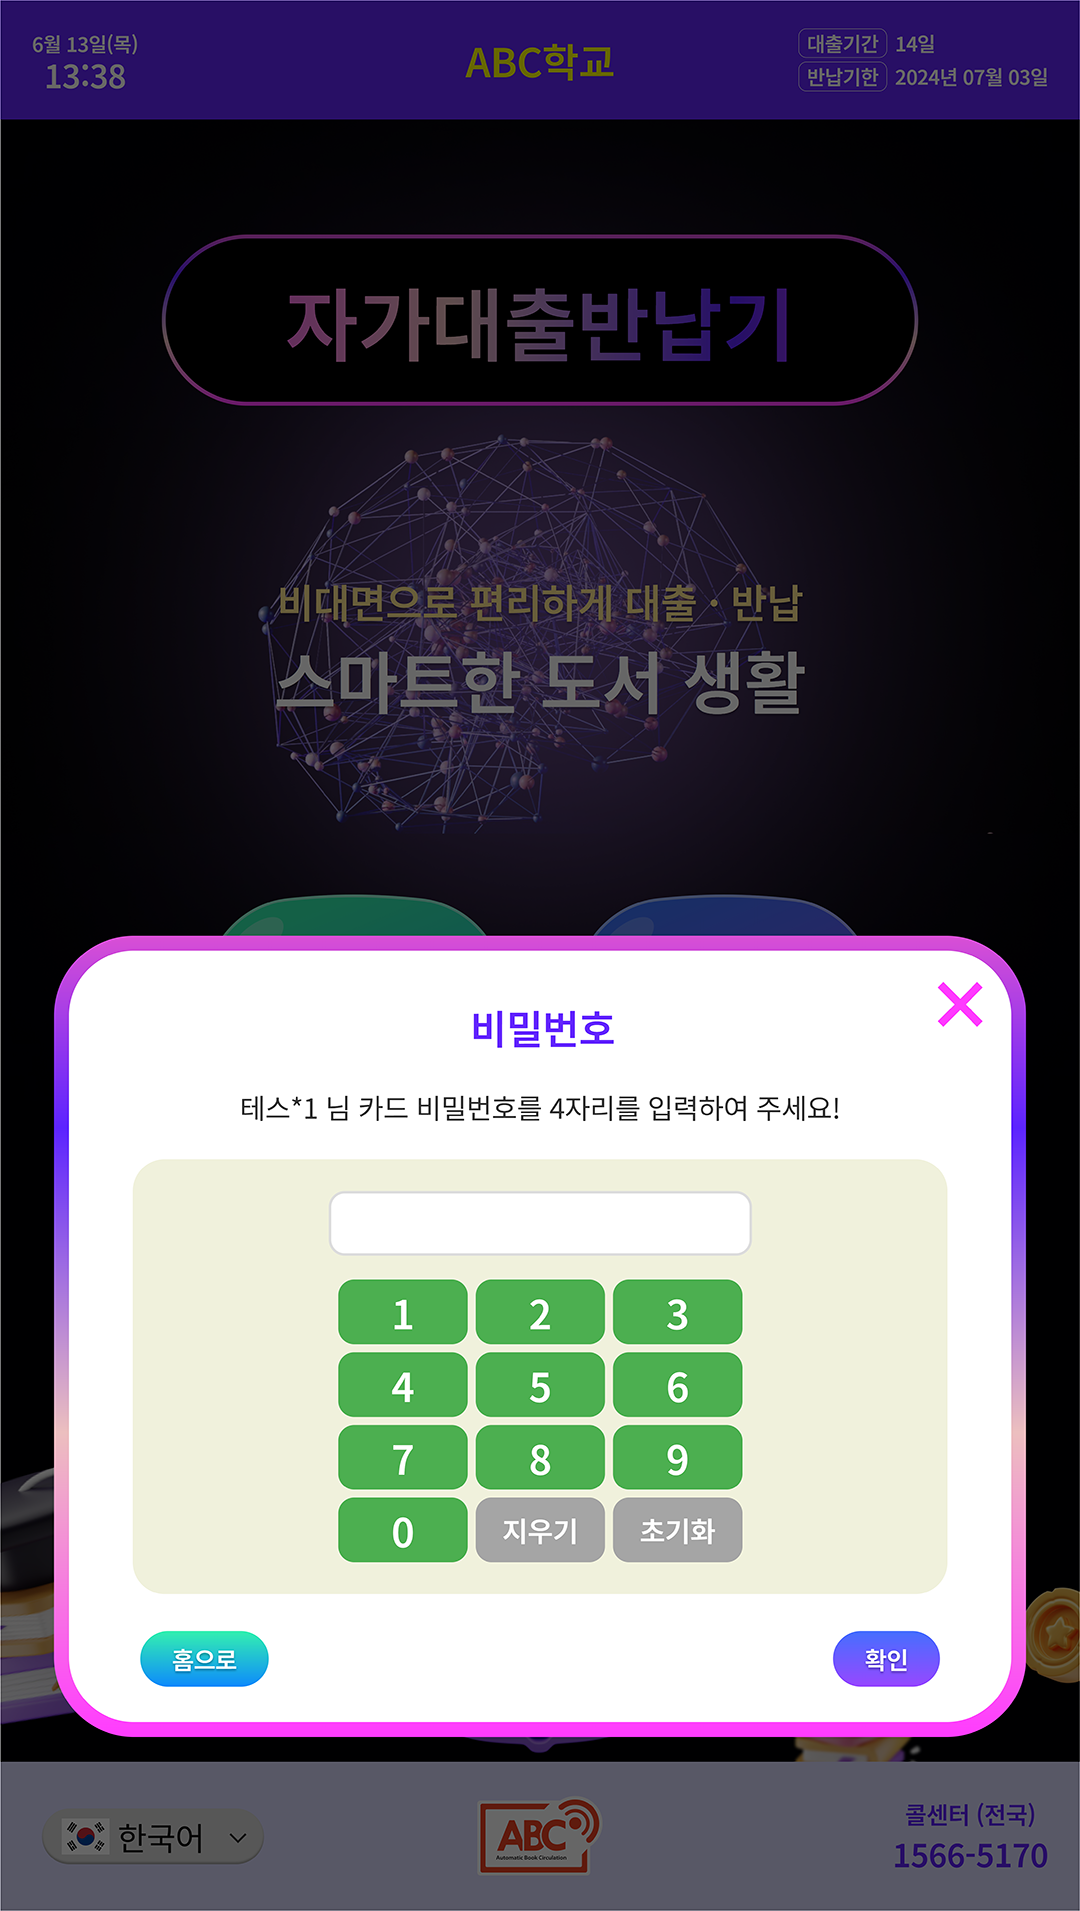 6월 13일(목)
13:38
ABC학교
대출기간 14일
반납기한 2024년 07월 03일
자가대출반납기
비대면으로 편리하게 대출 · 반납
스마트한 도서 생활
비밀번호
테스*1 님 카드 비밀번호를 4자리를 입력하여 주세요!
1 2 3
4 5 6
7 8 9
0 지우기 초기화
홈으로
확인
한국어
ABC
Automatic Book Circulation
콜센터 (전국)
1566-5170